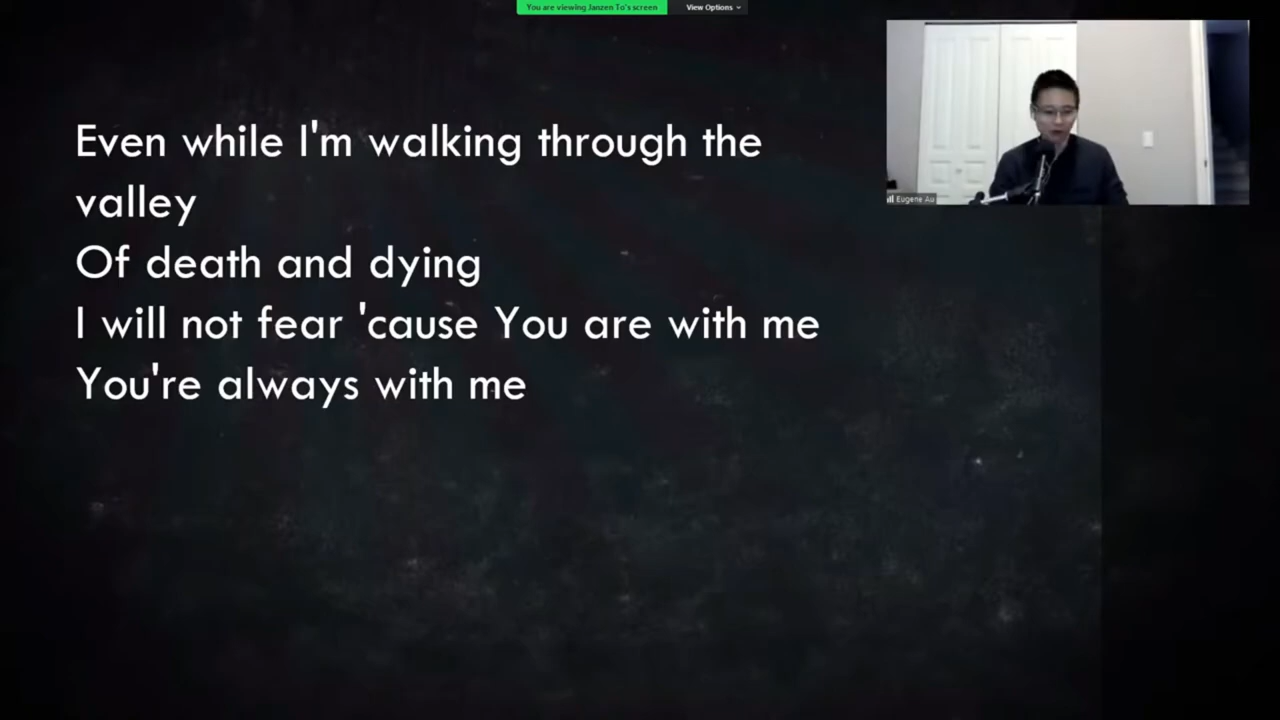 You are viewing Janzen To's screen
View Options
Even while I'm walking through the
valley
Of death and dying
I will not fear 'cause You are with me
You're always with me
Eugene Au